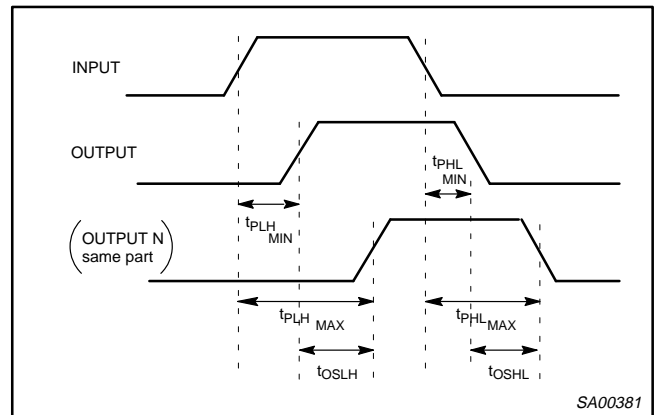 INPUT
OUTPUT
tPHL
MIN
tPLH
MIN
(OUTPUT N
same part)
tPLH MAX
tPHL MAX
tOSLH
tOSHL
SA00381